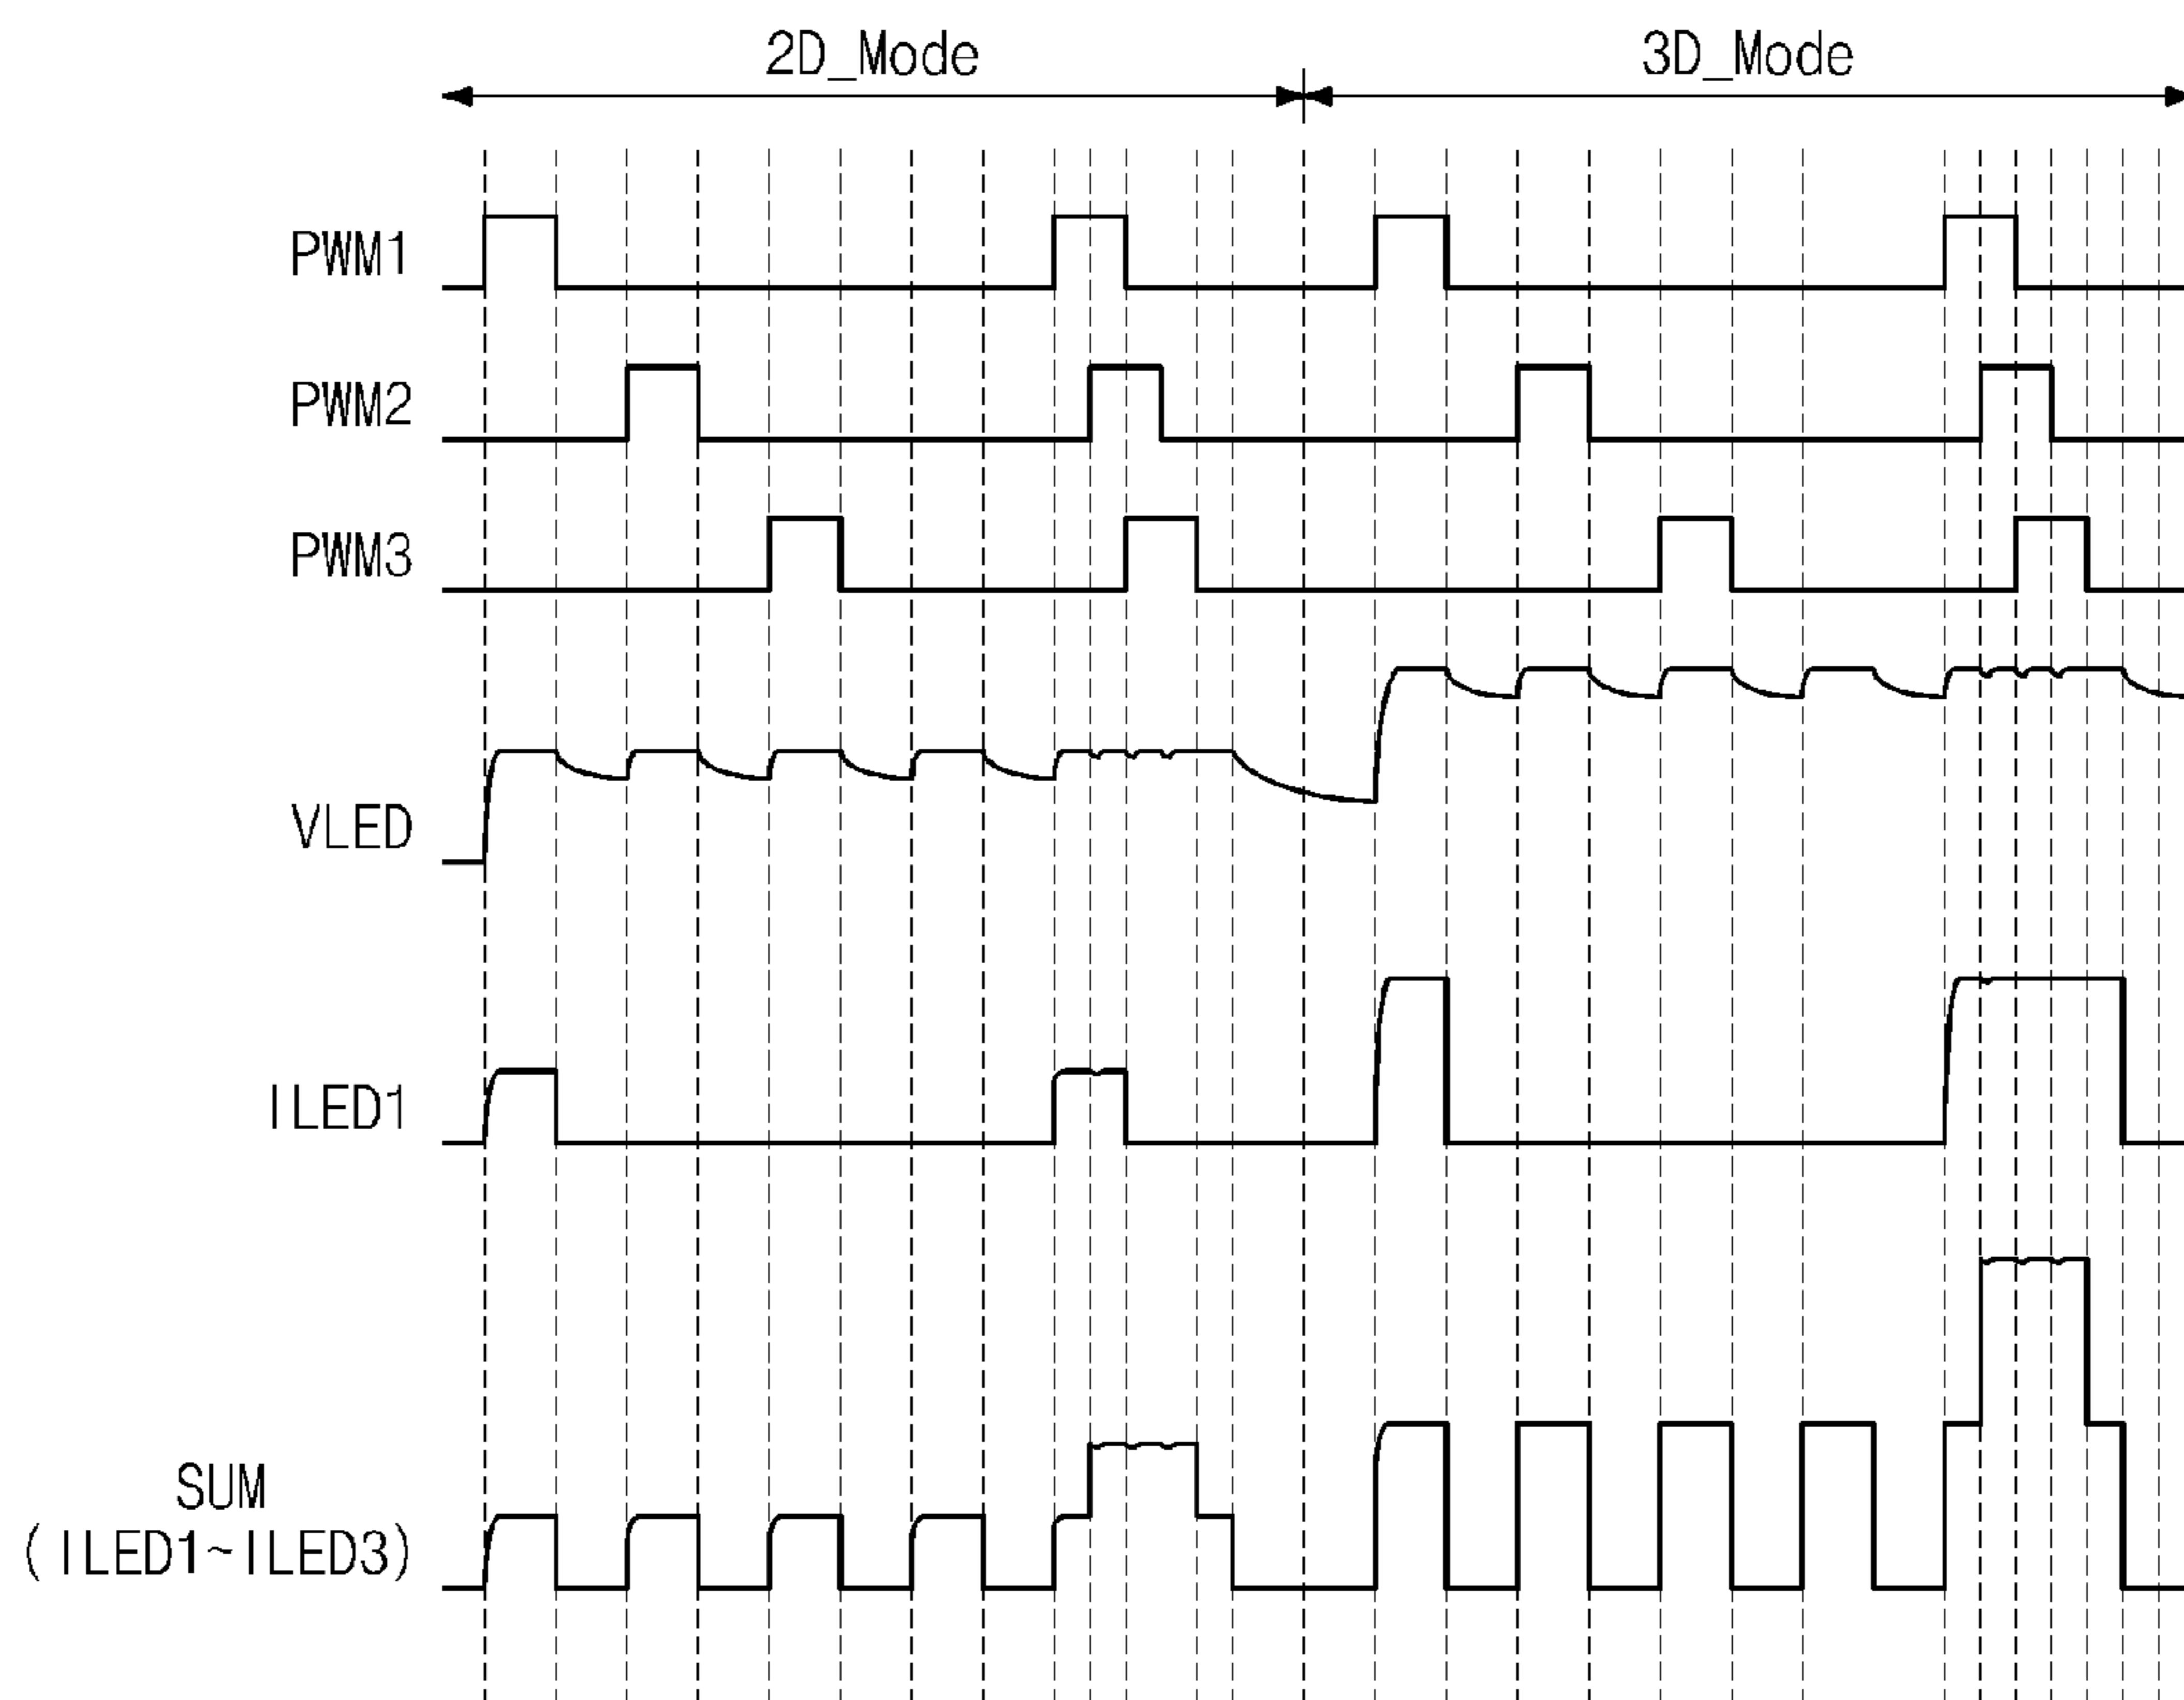 2D_Mode
3D_Mode
PWM1
PWM2
PWM3
VLED
ILED1
SUM
(ILED1~ILED3)